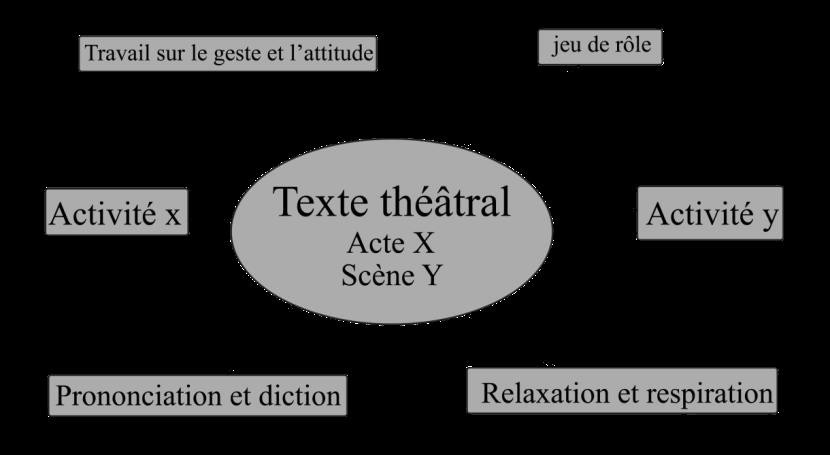 Travail sur le geste et l’attitude
jeu de rôle
Activité x
Texte théâtral
Acte X
Scène Y
Activité y
Prononciation et diction
Relaxation et respiration